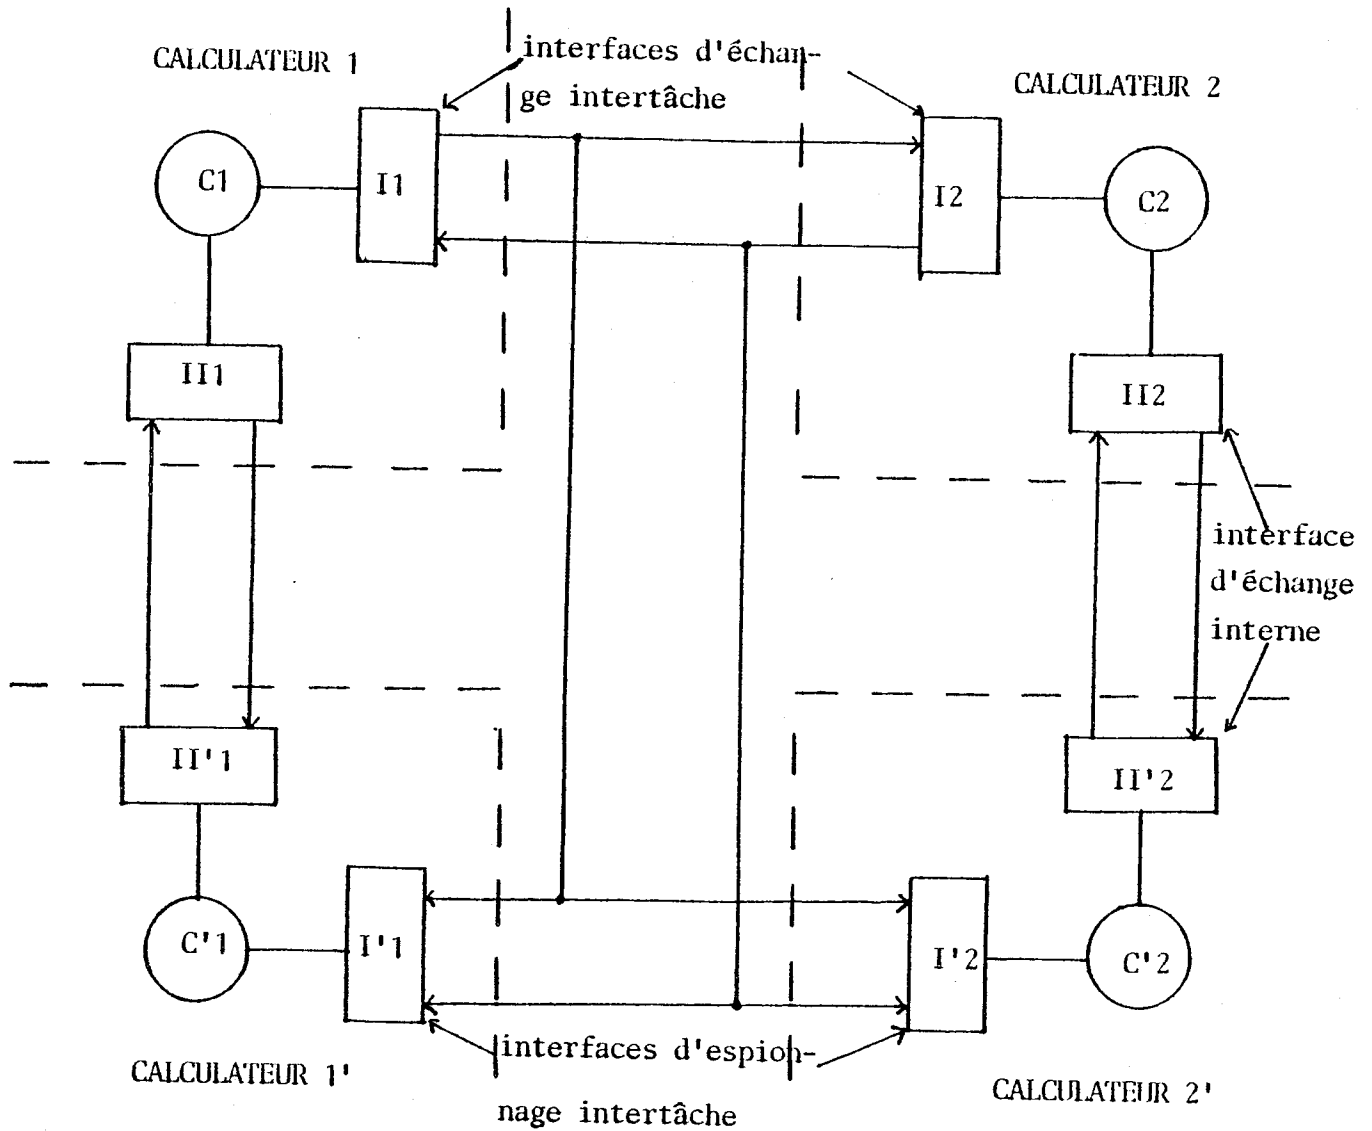 CALCULATEUR 1
interfaces d'échan-
ge intertâche
CALCULATEUR 2
C1
I1
I2
C2
II1
II2
interface
d'échange
interne
II'1
II'2
C'1
I'1
I'2
C'2
CALCULATEUR 1'
interfaces d'espion-
nage intertâche
CALCULATEUR 2'